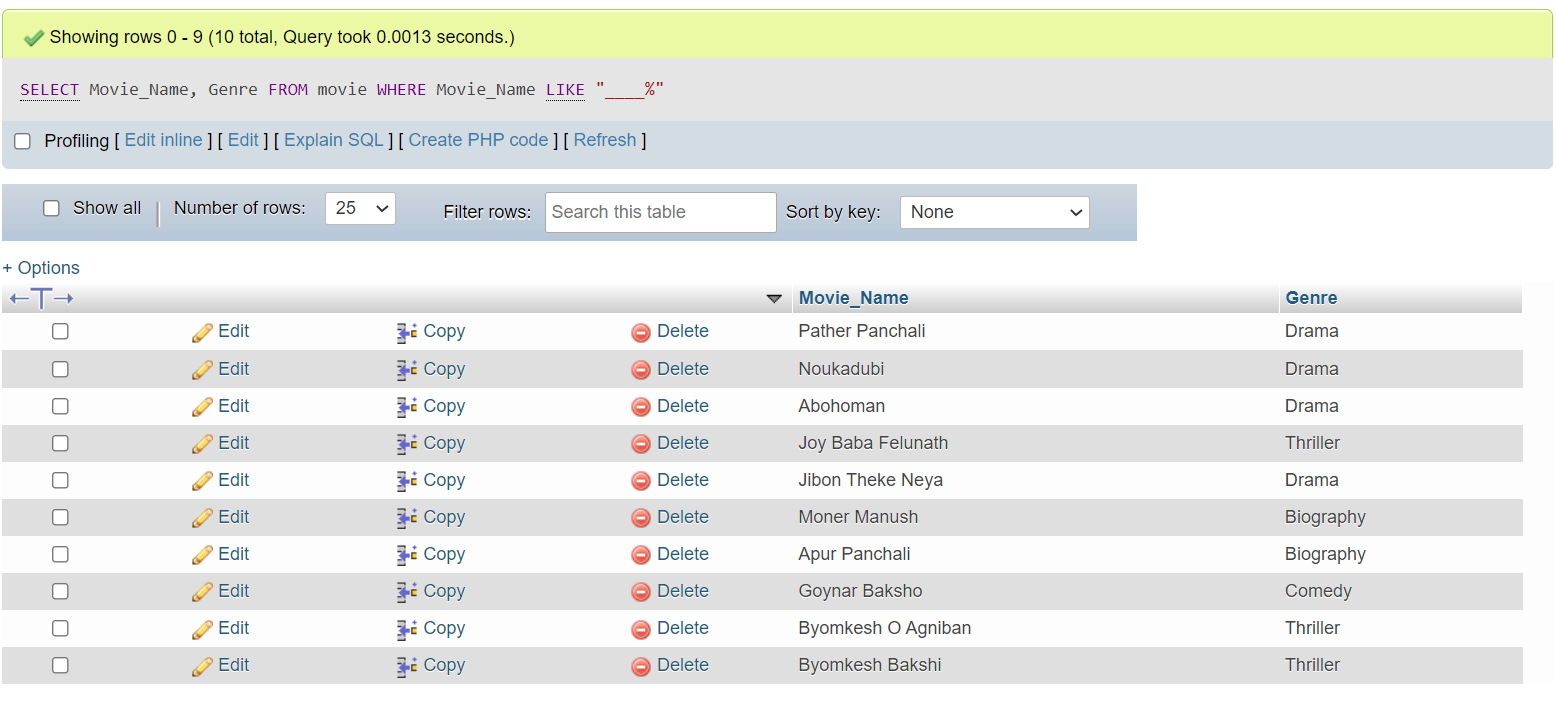 Showing rows 0 - 9 (10 total, Query took 0.0013 seconds.)
SELECT Movie_Name, Genre FROM movie WHERE Movie_Name LIKE "____%"
Profiling [ Edit inline ] [ Edit ] [ Explain SQL ] [ Create PHP code ] [ Refresh ]
Show all | Number of rows: 25 Filter rows: Search this table Sort by key: None
+ Options
←T→ Movie_Name Genre
Edit Copy Delete Pather Panchali Drama
Edit Copy Delete Noukadubi Drama
Edit Copy Delete Abohoman Drama
Edit Copy Delete Joy Baba Felunath Thriller
Edit Copy Delete Jibon Theke Neya Drama
Edit Copy Delete Moner Manush Biography
Edit Copy Delete Apur Panchali Biography
Edit Copy Delete Goynar Baksho Comedy
Edit Copy Delete Byomkesh O Agniban Thriller
Edit Copy Delete Byomkesh Bakshi Thriller